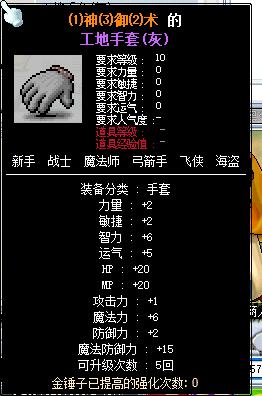 ⑴神⑶御⑵术 的
工地手套(灰)
要求等级: 10
要求力量: 0
要求敏捷: 0
要求智力: 0
要求运气: 0
要求人气度: -
道具等级: -
道具经验值: -
新手 战士 魔法师 弓箭手 飞侠 海盗
装备分类 : 手套
力量 : +2
敏捷 : +2
智力 : +6
运气 : +5
HP : +20
MP : +20
攻击力 : +1
魔法力 : +6
防御力 : +2
魔法防御力 : +15
可升级次数 : 5回
金锤子已提高的强化次数: 0